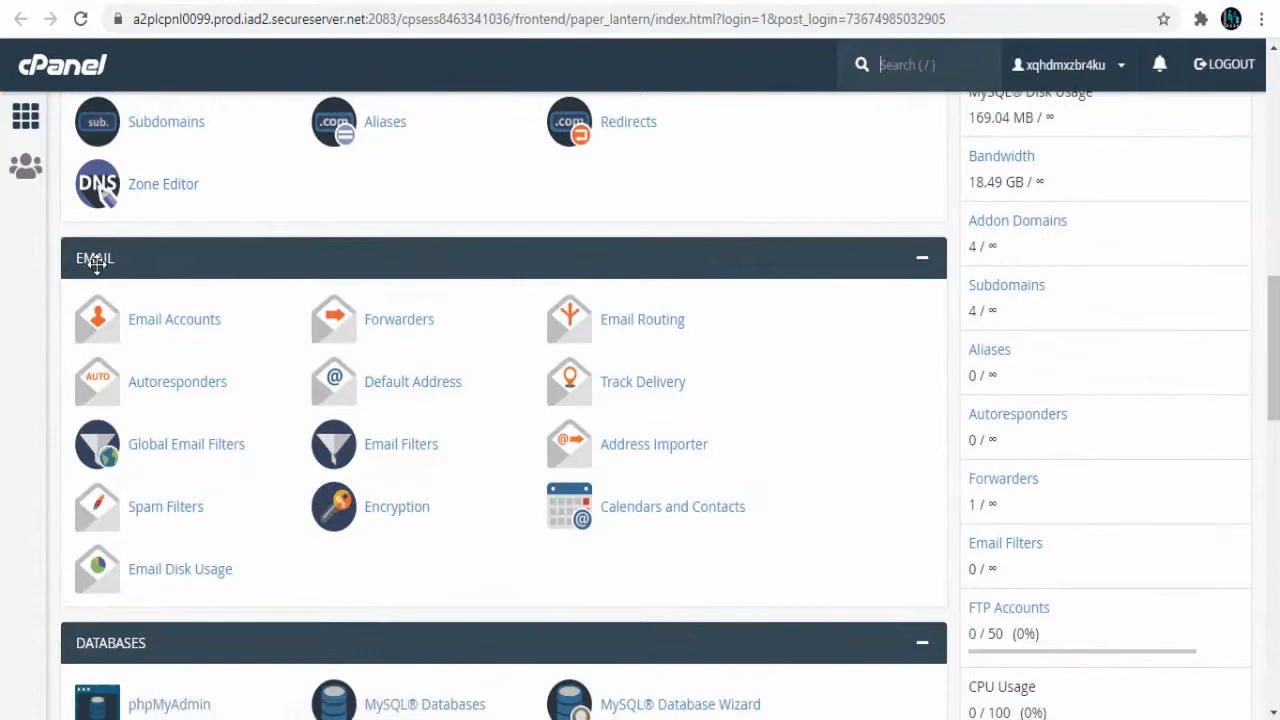 a2plcpnl0099.prod.iad2.secureserver.net:2083/cpsess8463341036/frontend/paper_lantern/index.html?login=1&post_login=73674985032905
cPanel
Search ( / )
xqhdmxzbr4ku
LOGOUT
sub.
Subdomains
.com
Aliases
.com
Redirects
DNS
Zone Editor
EMAIL
Email Accounts
Forwarders
Email Routing
AUTO
Autoresponders
@
Default Address
Track Delivery
Global Email Filters
Email Filters
@
Address Importer
Spam Filters
Encryption
@
Calendars and Contacts
Email Disk Usage
DATABASES
phpMyAdmin
MySQL® Databases
MySQL® Database Wizard
MySQL® Disk Usage
169.04 MB / ∞
Bandwidth
18.49 GB / ∞
Addon Domains
4 / ∞
Subdomains
4 / ∞
Aliases
0 / ∞
Autoresponders
0 / ∞
Forwarders
1 / ∞
Email Filters
0 / ∞
FTP Accounts
0 / 50 (0%)
CPU Usage
0 / 100 (0%)